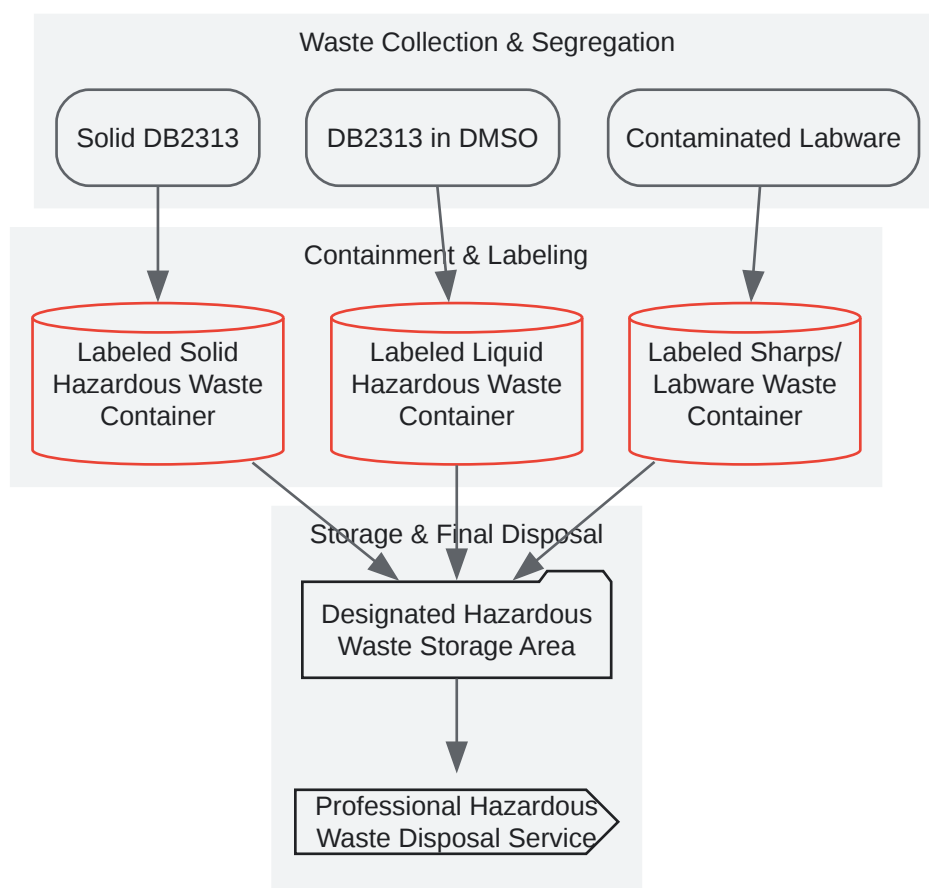 Waste Collection & Segregation
Solid DB2313
DB2313 in DMSO
Contaminated Labware
Containment & Labeling
Labeled Solid
Hazardous Waste
Container
Labeled Liquid
Hazardous Waste
Container
Labeled Sharps/
Labware Waste
Container
Storage & Final Disposal
Designated Hazardous
Waste Storage Area
Professional Hazardous
Waste Disposal Service